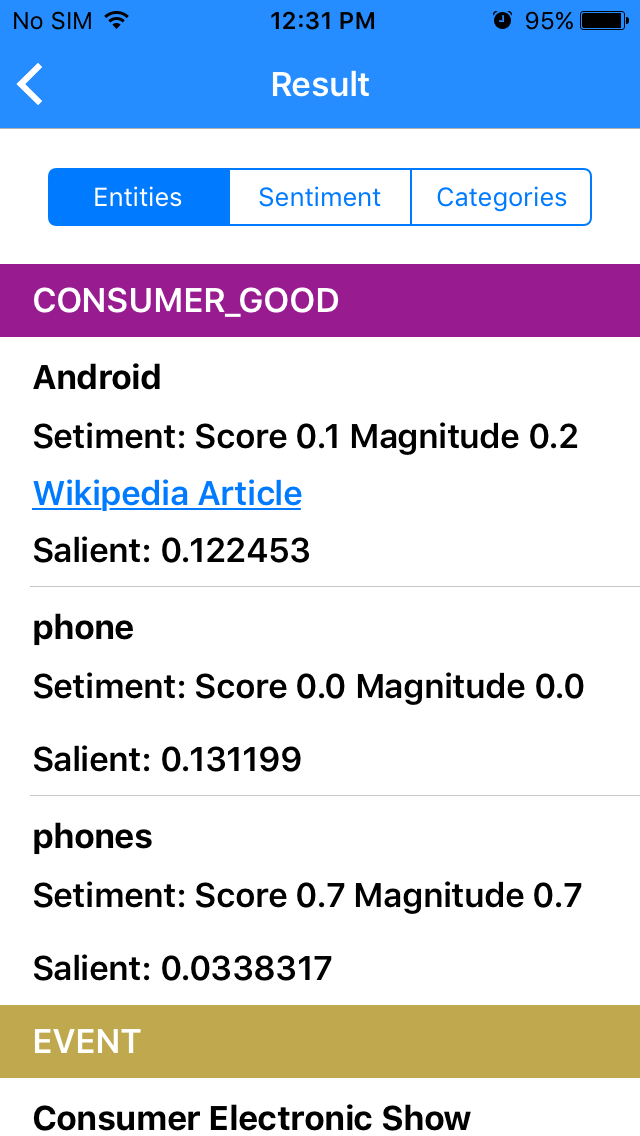 No SIM 12:31 PM 95%
Result
Entities Sentiment Categories
CONSUMER_GOOD
Android
Setiment: Score 0.1 Magnitude 0.2
Wikipedia Article
Salient: 0.122453
phone
Setiment: Score 0.0 Magnitude 0.0
Salient: 0.131199
phones
Setiment: Score 0.7 Magnitude 0.7
Salient: 0.0338317
EVENT
Consumer Electronic Show